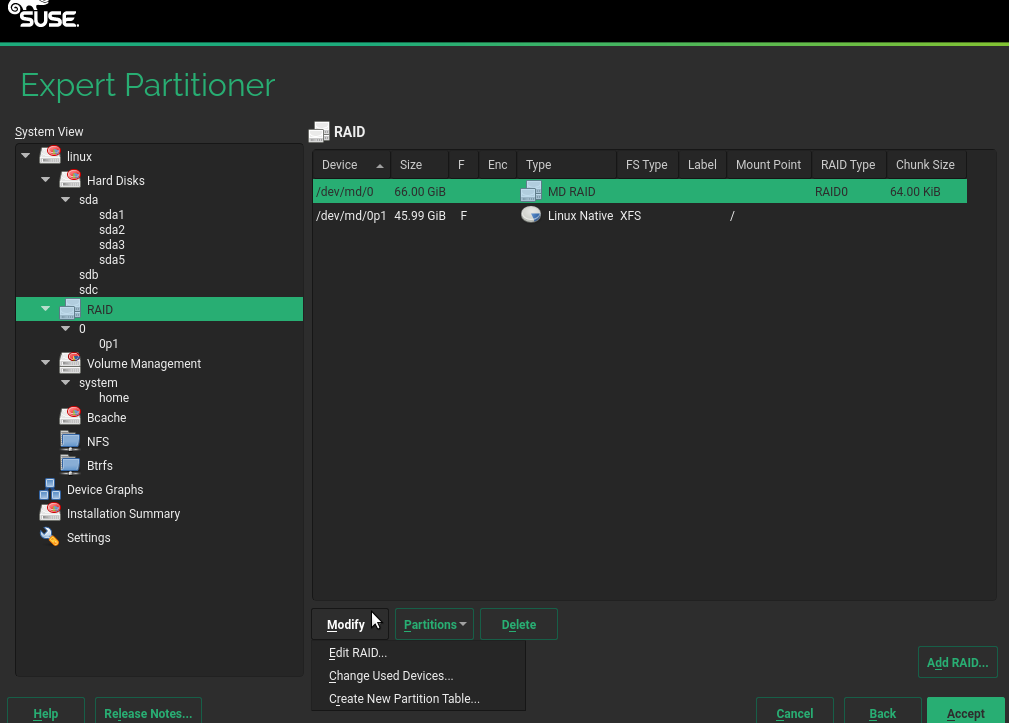 SUSE.
Expert Partitioner
System View
linux
Hard Disks
sda
sda1
sda2
sda3
sda5
sdb
sdc
RAID
0
0p1
Volume Management
system
home
Bcache
NFS
Btrfs
Device Graphs
Installation Summary
Settings
RAID
Device Size F Enc Type FS Type Label Mount Point RAID Type Chunk Size
/dev/md/0 66.00 GiB MD RAID RAID0 64.00 KiB
/dev/md/0p1 45.99 GiB F Linux Native XFS /
Modify Partitions Delete
Edit RAID...
Change Used Devices...
Create New Partition Table...
Add RAID...
Help Release Notes... Cancel Back Accept